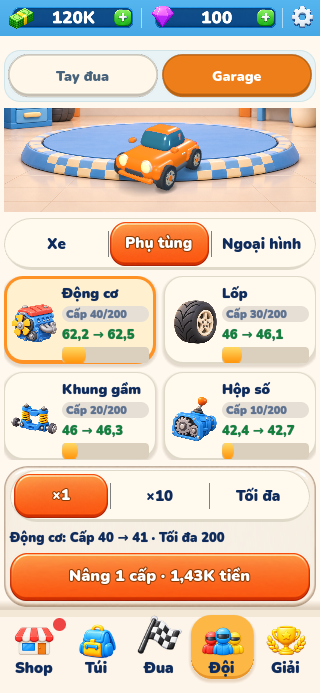 120K
100
Tay đua
Garage
Xe
Phụ tùng
Ngoại hình
Động cơ
Cấp 40/200
62,2 → 62,5
Lốp
Cấp 30/200
46 → 46,1
Khung gầm
Cấp 20/200
46 → 46,3
Hộp số
Cấp 10/200
42,4 → 42,7
×1
×10
Tối đa
Động cơ: Cấp 40 → 41 · Tối đa 200
Nâng 1 cấp · 1,43K tiền
Shop
Túi
Đua
Đội
Giải